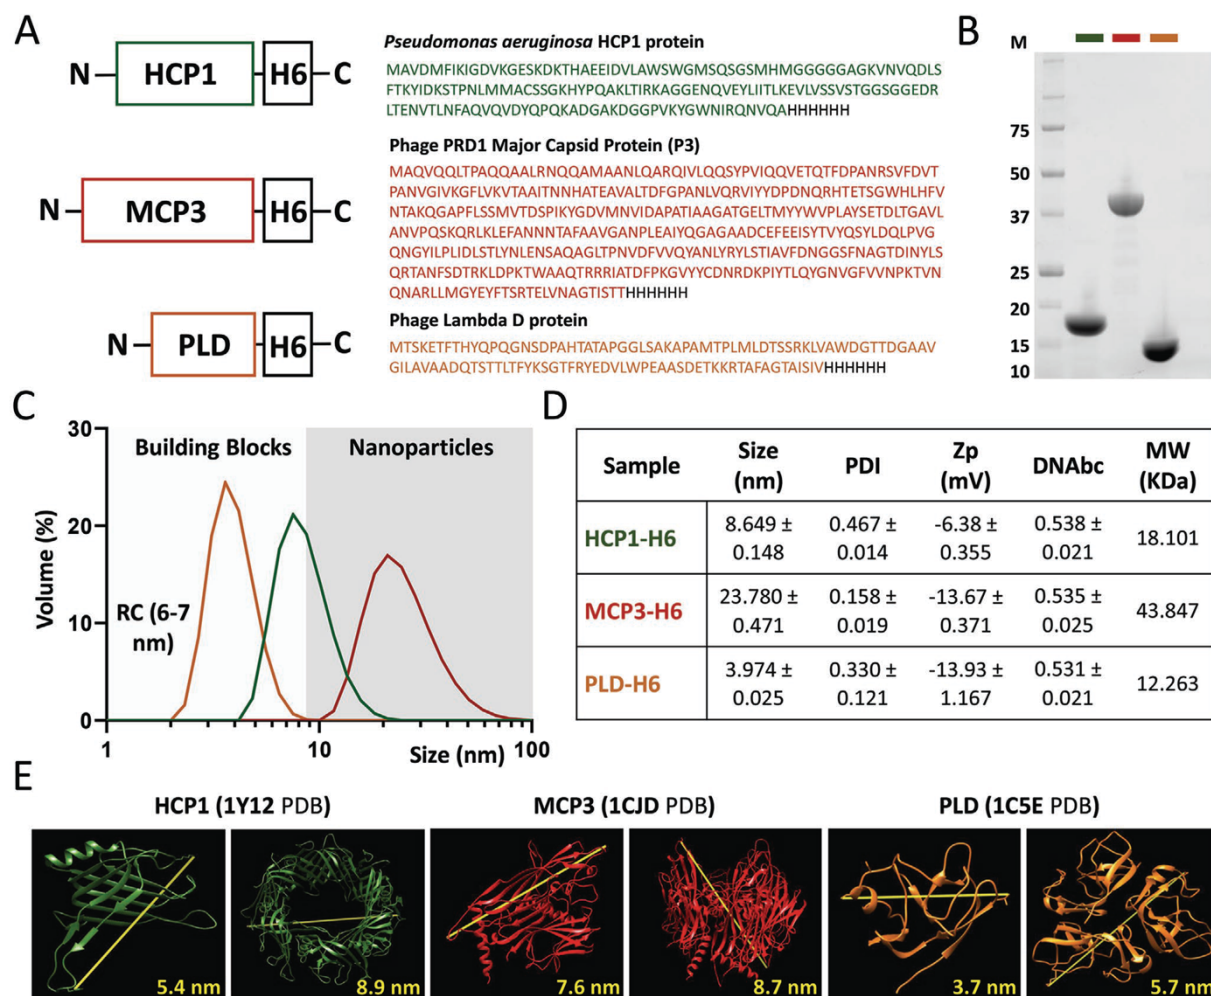 A
N
HCP1
H6
C
N
MCP3
H6
C
N
PLD
H6
C
Pseudomonas aeruginosa HCP1 protein
MAVDMFIKIGDVKGESKDKTHAEEIDVLAWSWGMSQSGSMHMGGGGGAGKVNVQDLS
FTKYIDKSTPNLMMACSSGKHYPQAKLTIRKAGGENQVEYLIITLKEVLVSSVSTGGSGGEDR
LTENVTLNFAQVQVDYQPQKADGAKDGGPVKYGWNIRQNVQAHHHHHH
Phage PRD1 Major Capsid Protein (P3)
MAQVQQLTPAQQAALRNQQAMAANLQARQIVLQQSYPVIQQVETQTFDPANRSVFDVT
PANVGIVKGFLVKVTAAITNNHATEAVALTDFGPANLVQRVIYYDPDNQRHTETSGWHLHFV
NTAKQGAPFLSSMVTDSPIKYGDVMNVIDAPATIAAGATGELTMYYWVPLAYSETDLTGAVL
ANVPQSKQRLKLEFANNNTAFAAVGANPLEAIYQGAGAADCEFEEISYTVYQSYLDQLPVG
QNGYILPLIDLSTLYNLENSAQAGLTPNVDFVVQYANLYRYLSTIAVFDNGGSFNAGTDINYLS
QRTANFSDTRKLDPKTWAAQTRRRIATDFPKGVYYCDNRDKPIYTLQYGNVGFVVNPKTVN
QNARLLMGYEYFTSRTELVNAGTISTTHHHHHH
Phage Lambda D protein
MTSKETFTHYQPQGNSDPAHTATAPGGLSAKAPAMTPLMLDTSSRKLVAWDGTTDGAAV
GILAVAADQTSTTLTFYKSGTFRYEDVLWPEAASDETKKRTAFAGTAISIVHHHHHH
B
M
75
50
37
25
20
15
10
C
30
20
10
0
Volume (%)
Building Blocks
Nanoparticles
RC (6-7
nm)
1
10
100
Size (nm)
D
Sample Size (nm) PDI Zp (mV) DNAbc MW (KDa)
HCP1-H6 8.649 ± 0.148 0.467 ± 0.014 -6.38 ± 0.355 0.538 ± 0.021 18.101
MCP3-H6 23.780 ± 0.471 0.158 ± 0.019 -13.67 ± 0.371 0.535 ± 0.025 43.847
PLD-H6 3.974 ± 0.025 0.330 ± 0.121 -13.93 ± 1.167 0.531 ± 0.021 12.263
E
HCP1 (1Y12 PDB)
MCP3 (1CJD PDB)
PLD (1C5E PDB)
5.4 nm
8.9 nm
7.6 nm
8.7 nm
3.7 nm
5.7 nm